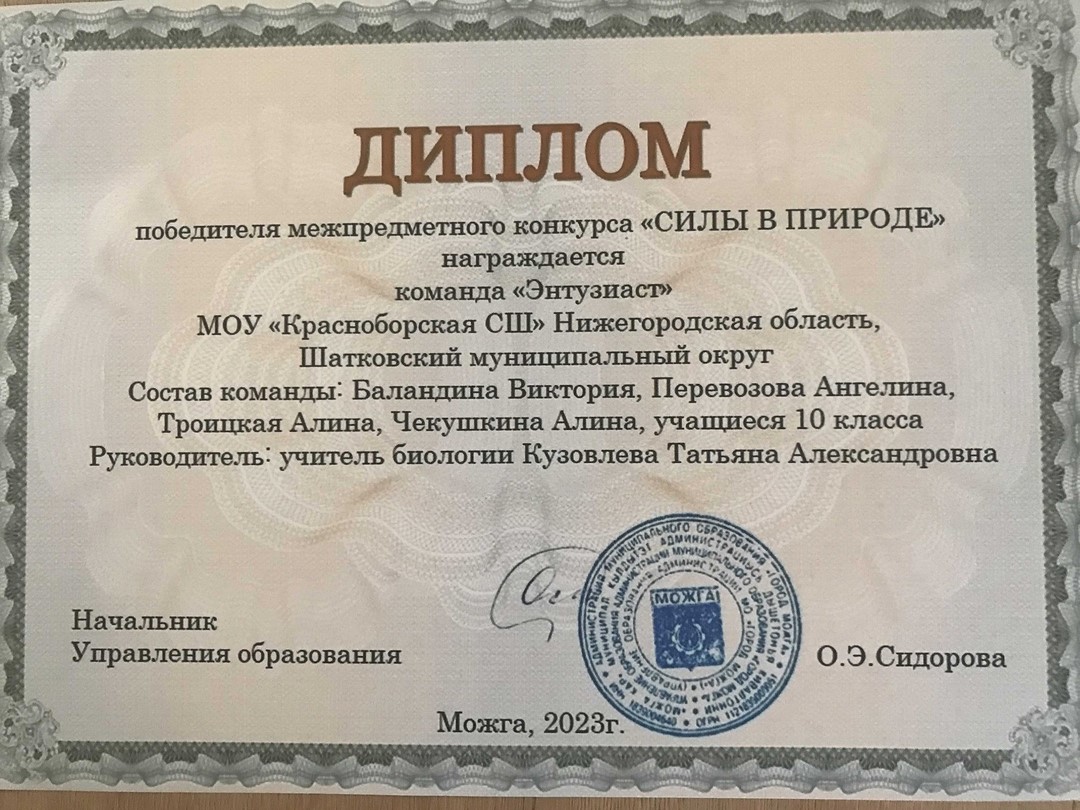 ДИПЛОМ
победителя межпредметного конкурса «СИЛЫ В ПРИРОДЕ»
награждается
команда «Энтузиаст»
МОУ «Красноборская СШ» Нижегородская область,
Шатковский муниципальный округ
Состав команды: Баландина Виктория, Перевозова Ангелина,
Троицкая Алина, Чекушкина Алина, учащиеся 10 класса
Руководитель: учитель биологии Кузовлева Татьяна Александровна
МОЖГА
Начальник
Управления образования
О.Э.Сидорова
Можга, 2023г.